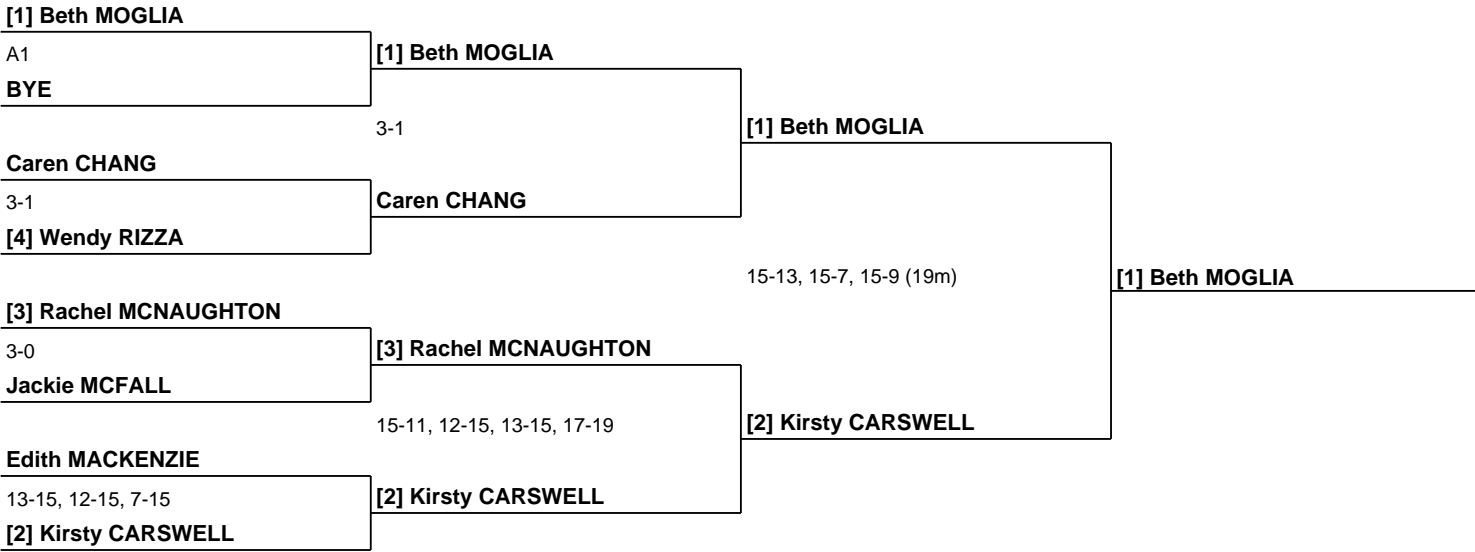 [1] Beth MOGLIA
A1
BYE
Caren CHANG
3-1
[4] Wendy RIZZA
[3] Rachel MCNAUGHTON
3-0
Jackie MCFALL
Edith MACKENZIE
13-15, 12-15, 7-15
[2] Kirsty CARSWELL
[1] Beth MOGLIA
3-1
Caren CHANG
[3] Rachel MCNAUGHTON
15-11, 12-15, 13-15, 17-19
[2] Kirsty CARSWELL
[1] Beth MOGLIA
15-13, 15-7, 15-9 (19m)
[2] Kirsty CARSWELL
[1] Beth MOGLIA